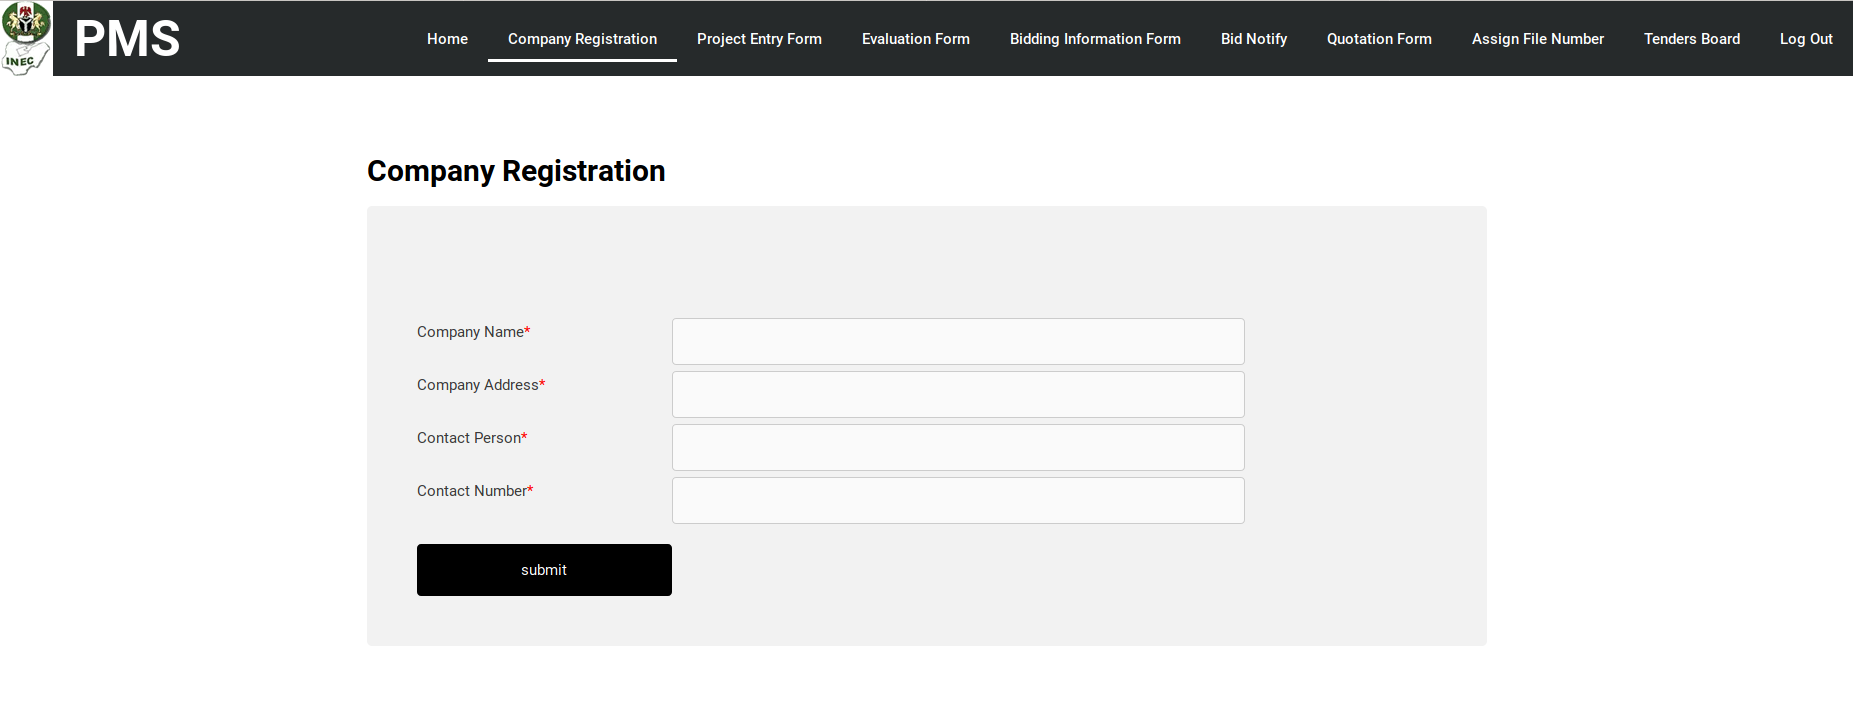 INEC
PMS
Home Company Registration Project Entry Form Evaluation Form Bidding Information Form Bid Notify Quotation Form Assign File Number Tenders Board Log Out
Company Registration
Company Name*
Company Address*
Contact Person*
Contact Number*
submit